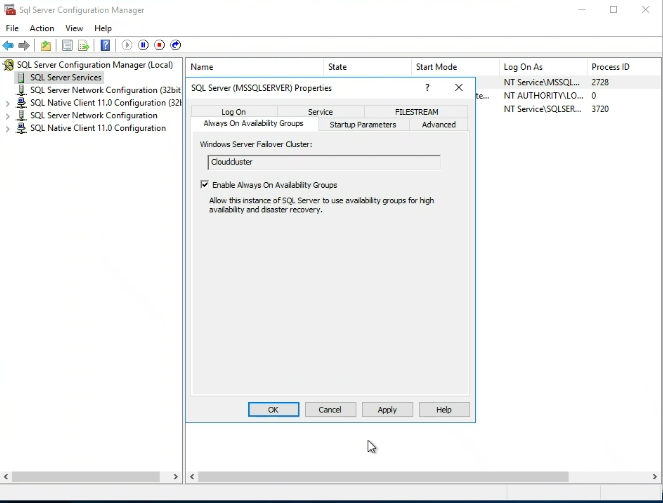 Sql Server Configuration Manager
File Action View Help
SQL Server Configuration Manager (Local)
SQL Server Services
SQL Server Network Configuration (32bit
SQL Native Client 11.0 Configuration (32b
SQL Server Network Configuration
SQL Native Client 11.0 Configuration
Name State Start Mode Log On As Process ID
NT Service\MSSQL... 2728
te... NT AUTHORITY\LO... 0
NT Service\SQLSER... 3720
SQL Server (MSSQLSERVER) Properties ?
Log On Service FILESTREAM
Always On Availability Groups Startup Parameters Advanced
Windows Server Failover Cluster:
Cloudcluster
Enable Always On Availability Groups
Allow this instance of SQL Server to use availability groups for high
availability and disaster recovery.
OK Cancel Apply Help